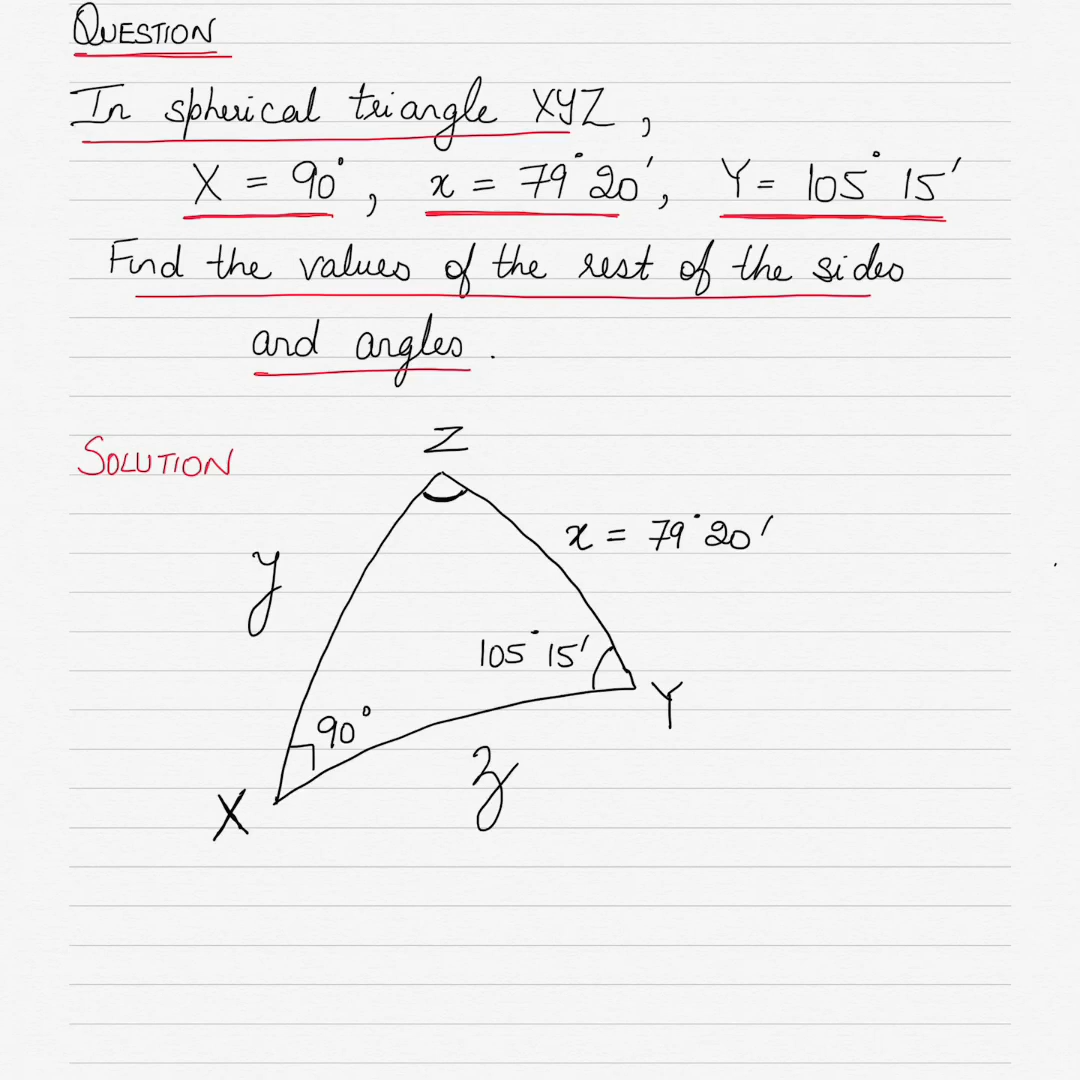 QUESTION
In spherical triangle XYZ,
X = 90°, x = 79° 20′, Y = 105° 15′
Find the values of the rest of the sides
and angles.
SOLUTION
Z
x = 79° 20′
y
105° 15′
Y
90°
z
X